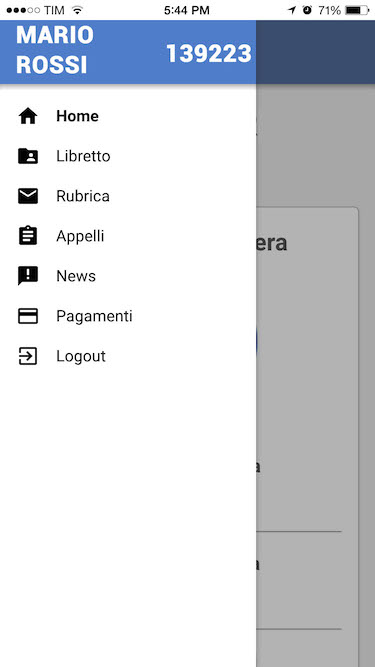 TIM 5:44 PM 71%
MARIO
ROSSI
139223
Home
Libretto
Rubrica
Appelli
News
Pagamenti
Logout
era
a
a